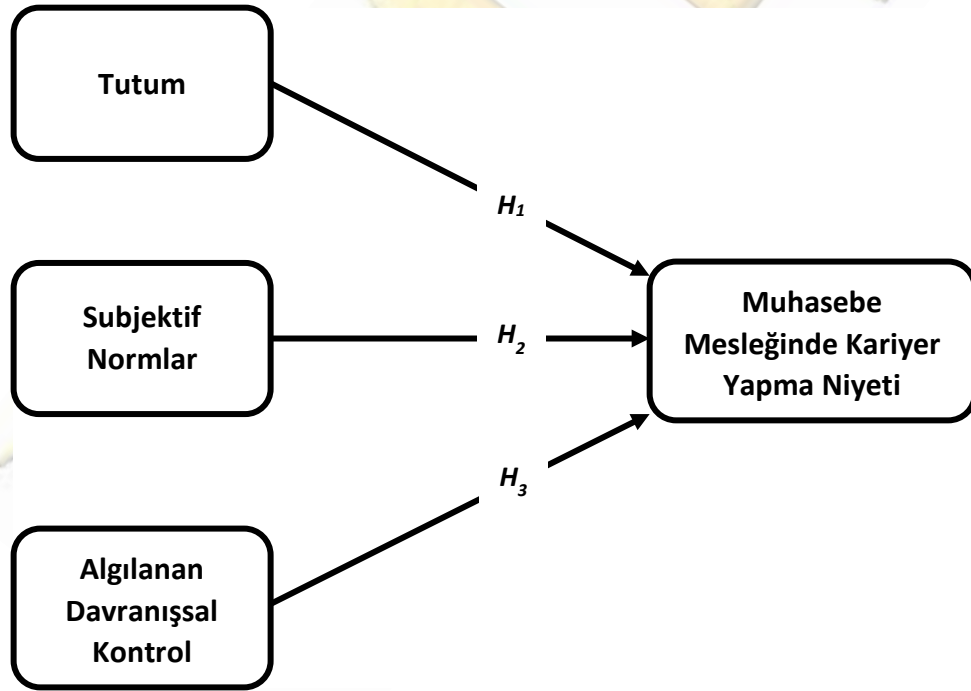 Tutum
H₁
Subjektif
Normlar
H₂
Muhasebe
Mesleğinde Kariyer
Yapma Niyeti
H₃
Algılanan
Davranışsal
Kontrol